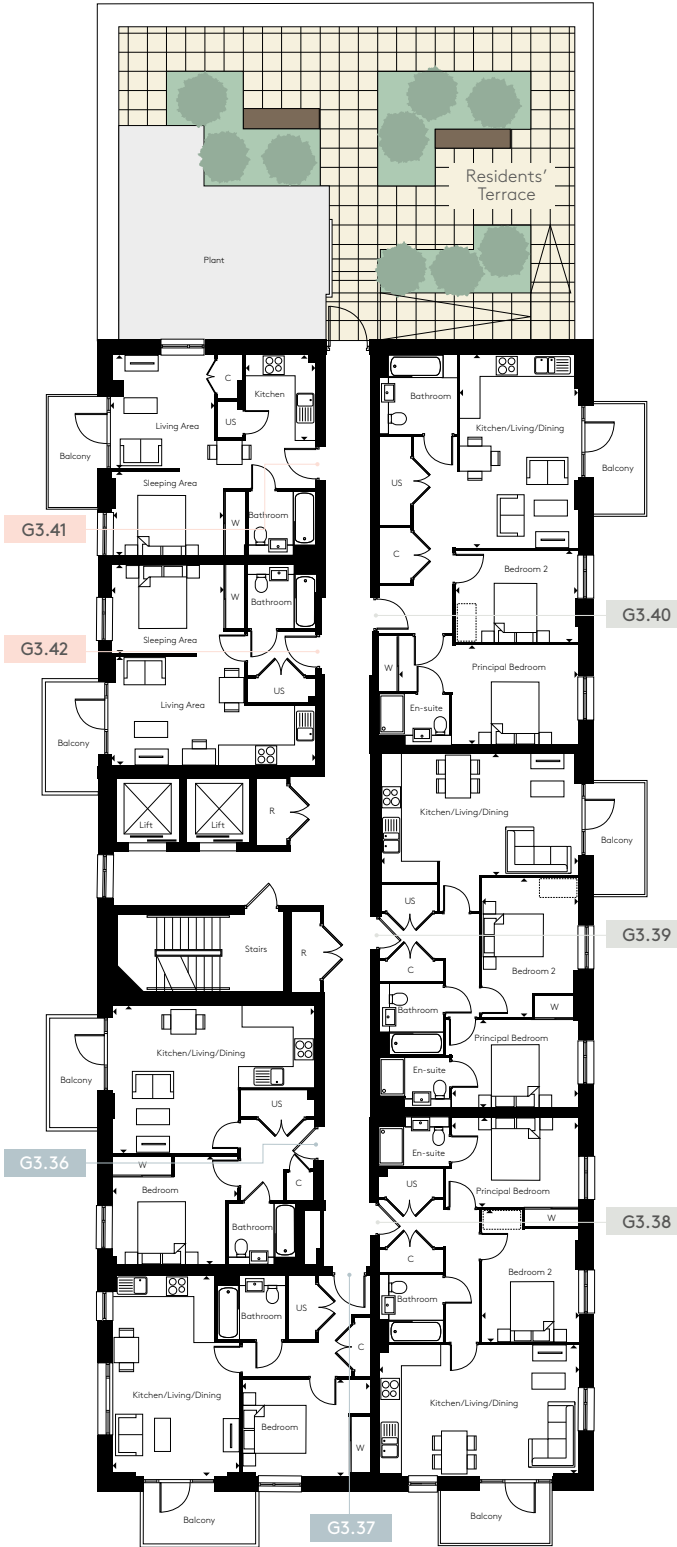 Residents'
Terrace
Plant
C
Kitchen
US
Living Area
Balcony
Sleeping Area
W
Bathroom
G3.41
Bathroom
Kitchen/Living/Dining
US
Balcony
C
Bedroom 2
G3.40
W
Principal Bedroom
En-suite
W
Bathroom
Sleeping Area
G3.42
US
Living Area
Balcony
Lift
Lift
R
Kitchen/Living/Dining
Balcony
US
G3.39
C
Bedroom 2
Bathroom
W
Principal Bedroom
En-suite
Stairs
R
Kitchen/Living/Dining
Balcony
US
G3.36
W
C
Bedroom
Bathroom
En-suite
US
Principal Bedroom
W
G3.38
C
Bedroom 2
Bathroom
Kitchen/Living/Dining
Balcony
US
Bathroom
C
Kitchen/Living/Dining
Bedroom
W
Balcony
G3.37